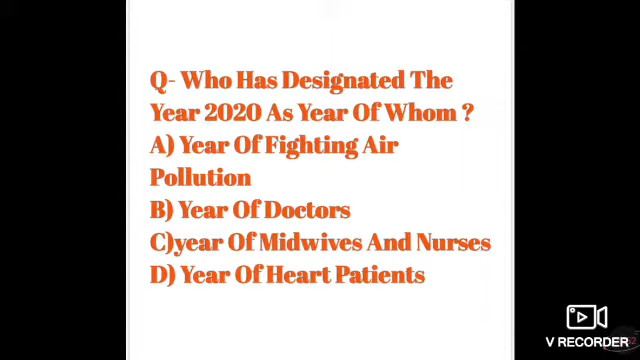 Q- Who Has Designated The
Year 2020 As Year Of Whom ?
A) Year Of Fighting Air
Pollution
B) Year Of Doctors
C)year Of Midwives And Nurses
D) Year Of Heart Patients
V RECORDER